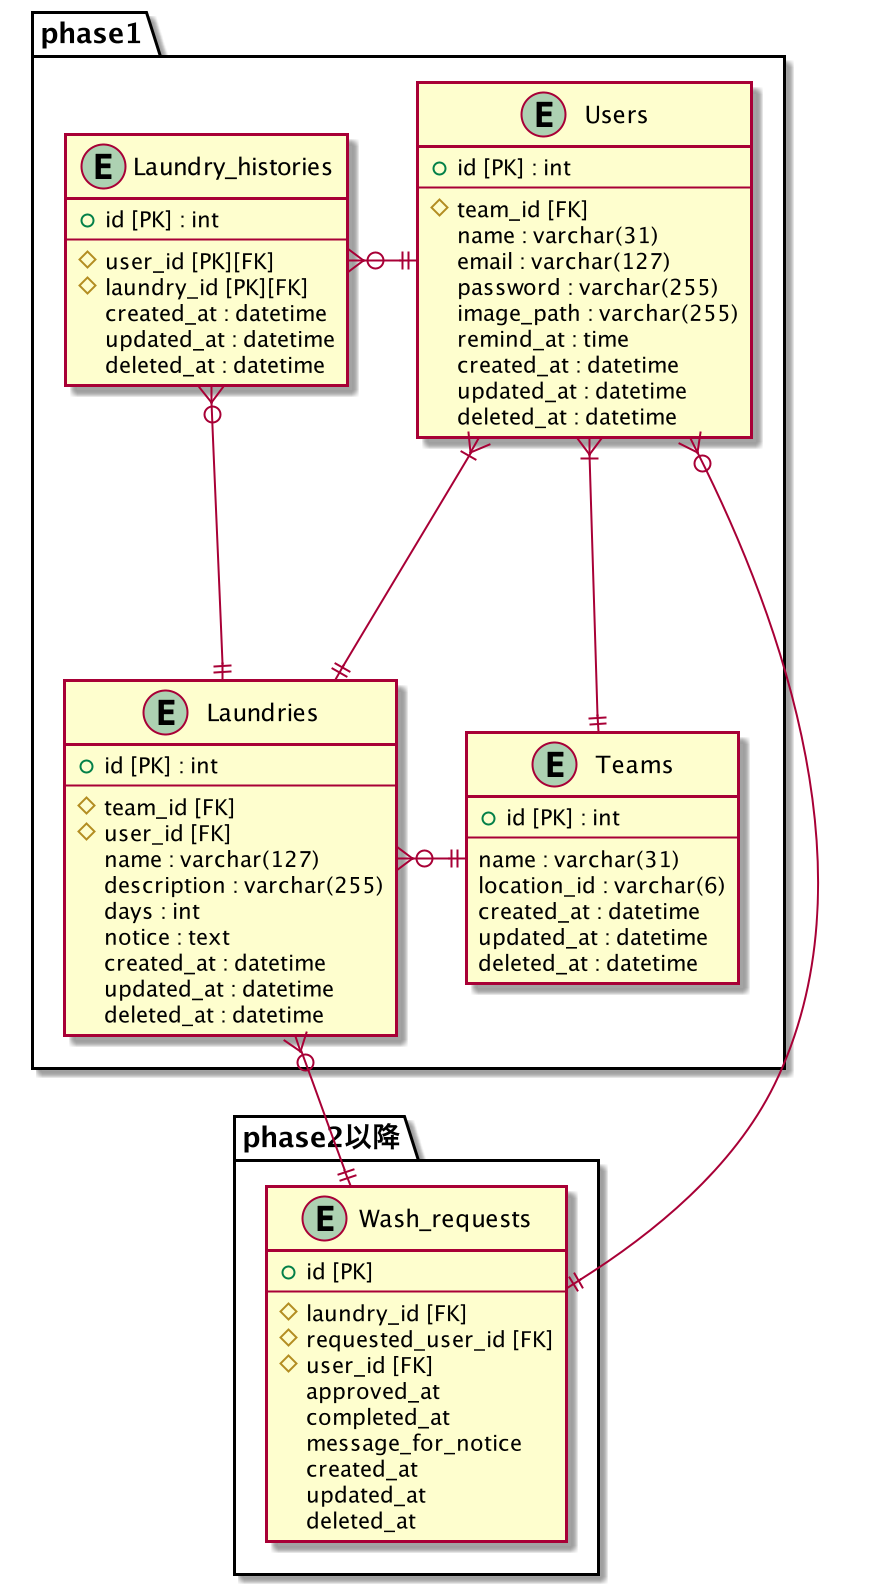 phase1
E Laundry_histories
id [PK] : int
user_id [PK][FK]
laundry_id [PK][FK]
created_at : datetime
updated_at : datetime
deleted_at : datetime
E Users
id [PK] : int
team_id [FK]
name : varchar(31)
email : varchar(127)
password : varchar(255)
image_path : varchar(255)
remind_at : time
created_at : datetime
updated_at : datetime
deleted_at : datetime
E Laundries
id [PK] : int
team_id [FK]
user_id [FK]
name : varchar(127)
description : varchar(255)
days : int
notice : text
created_at : datetime
updated_at : datetime
deleted_at : datetime
E Teams
id [PK] : int
name : varchar(31)
location_id : varchar(6)
created_at : datetime
updated_at : datetime
deleted_at : datetime
phase2以降
E Wash_requests
id [PK]
laundry_id [FK]
requested_user_id [FK]
user_id [FK]
approved_at
completed_at
message_for_notice
created_at
updated_at
deleted_at